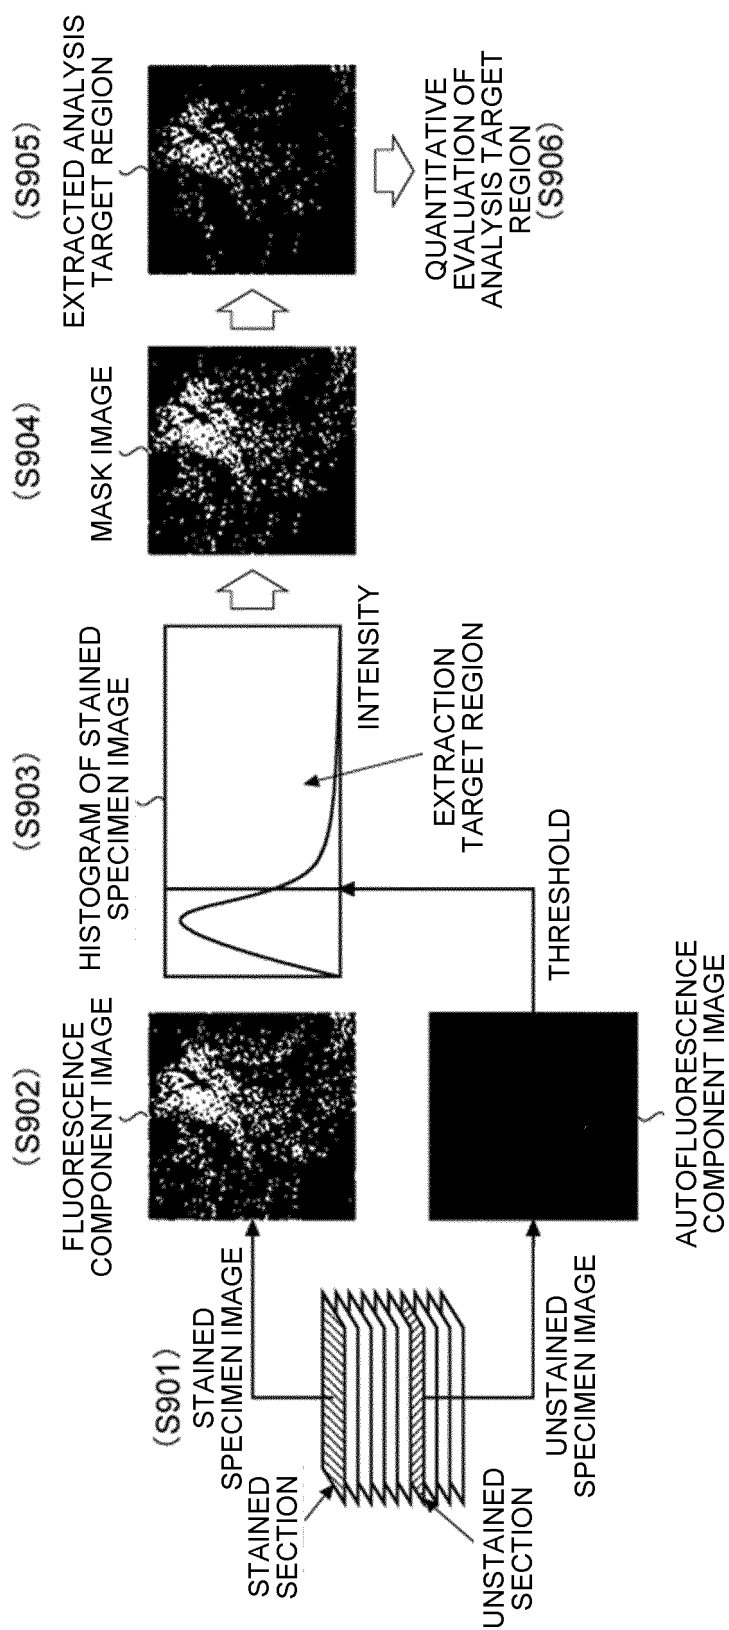 (S901)
STAINED
SPECIMEN IMAGE
STAINED
SECTION
UNSTAINED
SECTION
UNSTAINED
SPECIMEN IMAGE
(S902)
FLUORESCENCE
COMPONENT IMAGE
AUTOFLUORESCENCE
COMPONENT IMAGE
(S903)
HISTOGRAM OF STAINED
SPECIMEN IMAGE
INTENSITY
THRESHOLD
EXTRACTION
TARGET REGION
(S904)
MASK IMAGE
(S905)
EXTRACTED ANALYSIS
TARGET REGION
QUANTITATIVE
EVALUATION OF
ANALYSIS TARGET
REGION
(S906)